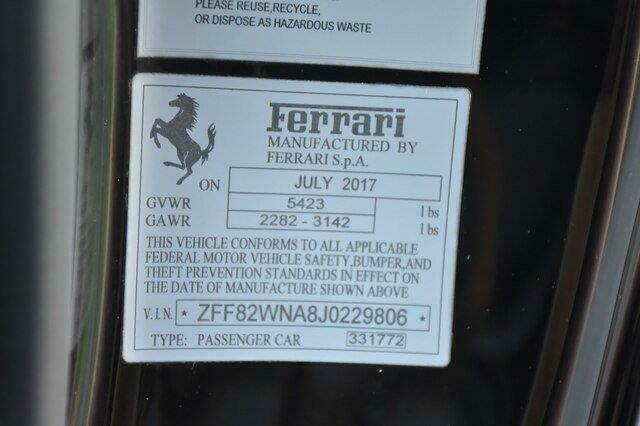 PLEASE REUSE,RECYCLE,
OR DISPOSE AS HAZARDOUS WASTE
Ferrari
MANUFACTURED BY
FERRARI S.p.A.
ON JULY 2017
GVWR 5423 lbs
GAWR 2282 - 3142 lbs
THIS VEHICLE CONFORMS TO ALL APPLICABLE
FEDERAL MOTOR VEHICLE SAFETY,BUMPER,AND
THEFT PREVENTION STANDARDS IN EFFECT ON
THE DATE OF MANUFACTURE SHOWN ABOVE
V.I.N. * ZFF82WNA8J0229806 *
TYPE: PASSENGER CAR 331772